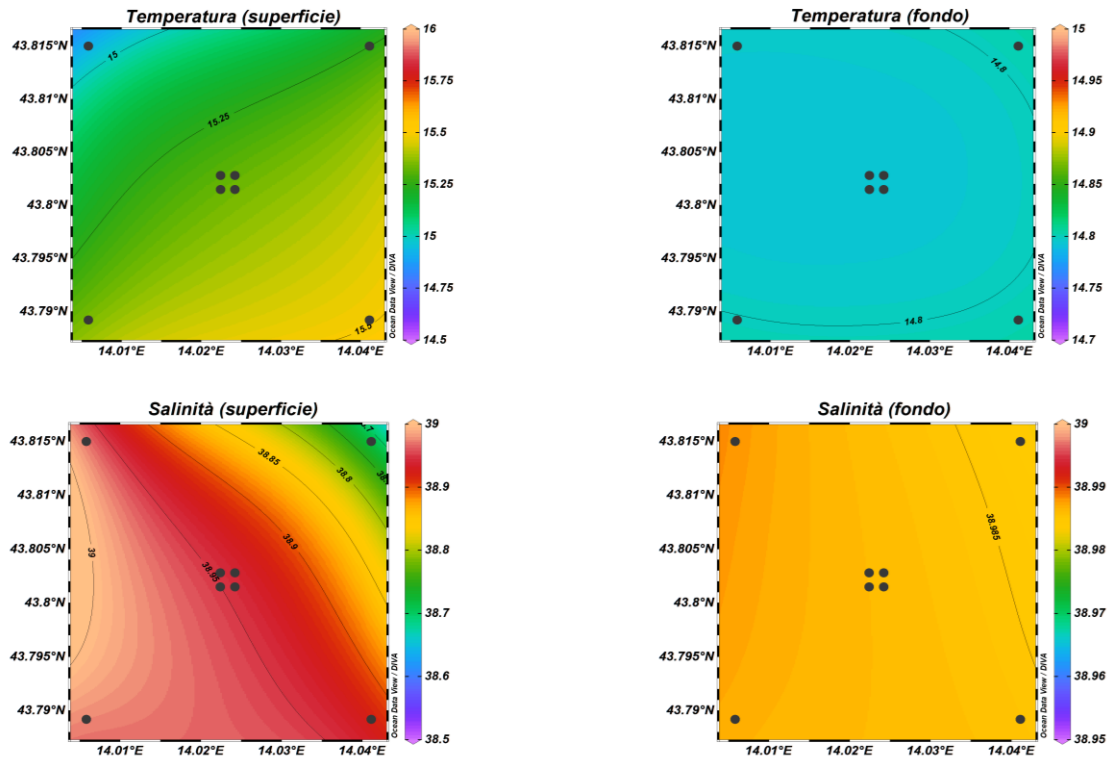 Temperatura (superficie)
43.815°N
43.81°N
43.805°N
43.8°N
43.795°N
43.79°N
14.01°E 14.02°E 14.03°E 14.04°E
15
15.25
15.5
16
15.75
15.5
15.25
15
14.75
14.5
Ocean Data View / DIVA
Temperatura (fondo)
43.815°N
43.81°N
43.805°N
43.8°N
43.795°N
43.79°N
14.01°E 14.02°E 14.03°E 14.04°E
14.8
14.8
15
14.95
14.9
14.85
14.8
14.75
14.7
Ocean Data View / DIVA
Salinità (superficie)
43.815°N
43.81°N
43.805°N
43.8°N
43.795°N
43.79°N
14.01°E 14.02°E 14.03°E 14.04°E
39
38.95
38.9
38.85
38.8
39
38.9
38.8
38.7
38.6
38.5
Ocean Data View / DIVA
Salinità (fondo)
43.815°N
43.81°N
43.805°N
43.8°N
43.795°N
43.79°N
14.01°E 14.02°E 14.03°E 14.04°E
38.985
39
38.99
38.98
38.97
38.96
38.95
Ocean Data View / DIVA